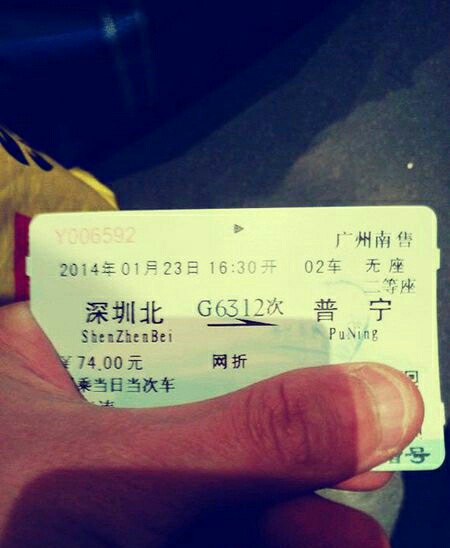 Y006592
广州南售
2014年01月23日 16:30开 02车 无座
二等座
深圳北 G6312次 普宁
ShenZhenBei PuNing
74.00元 网折
乘当日当次车